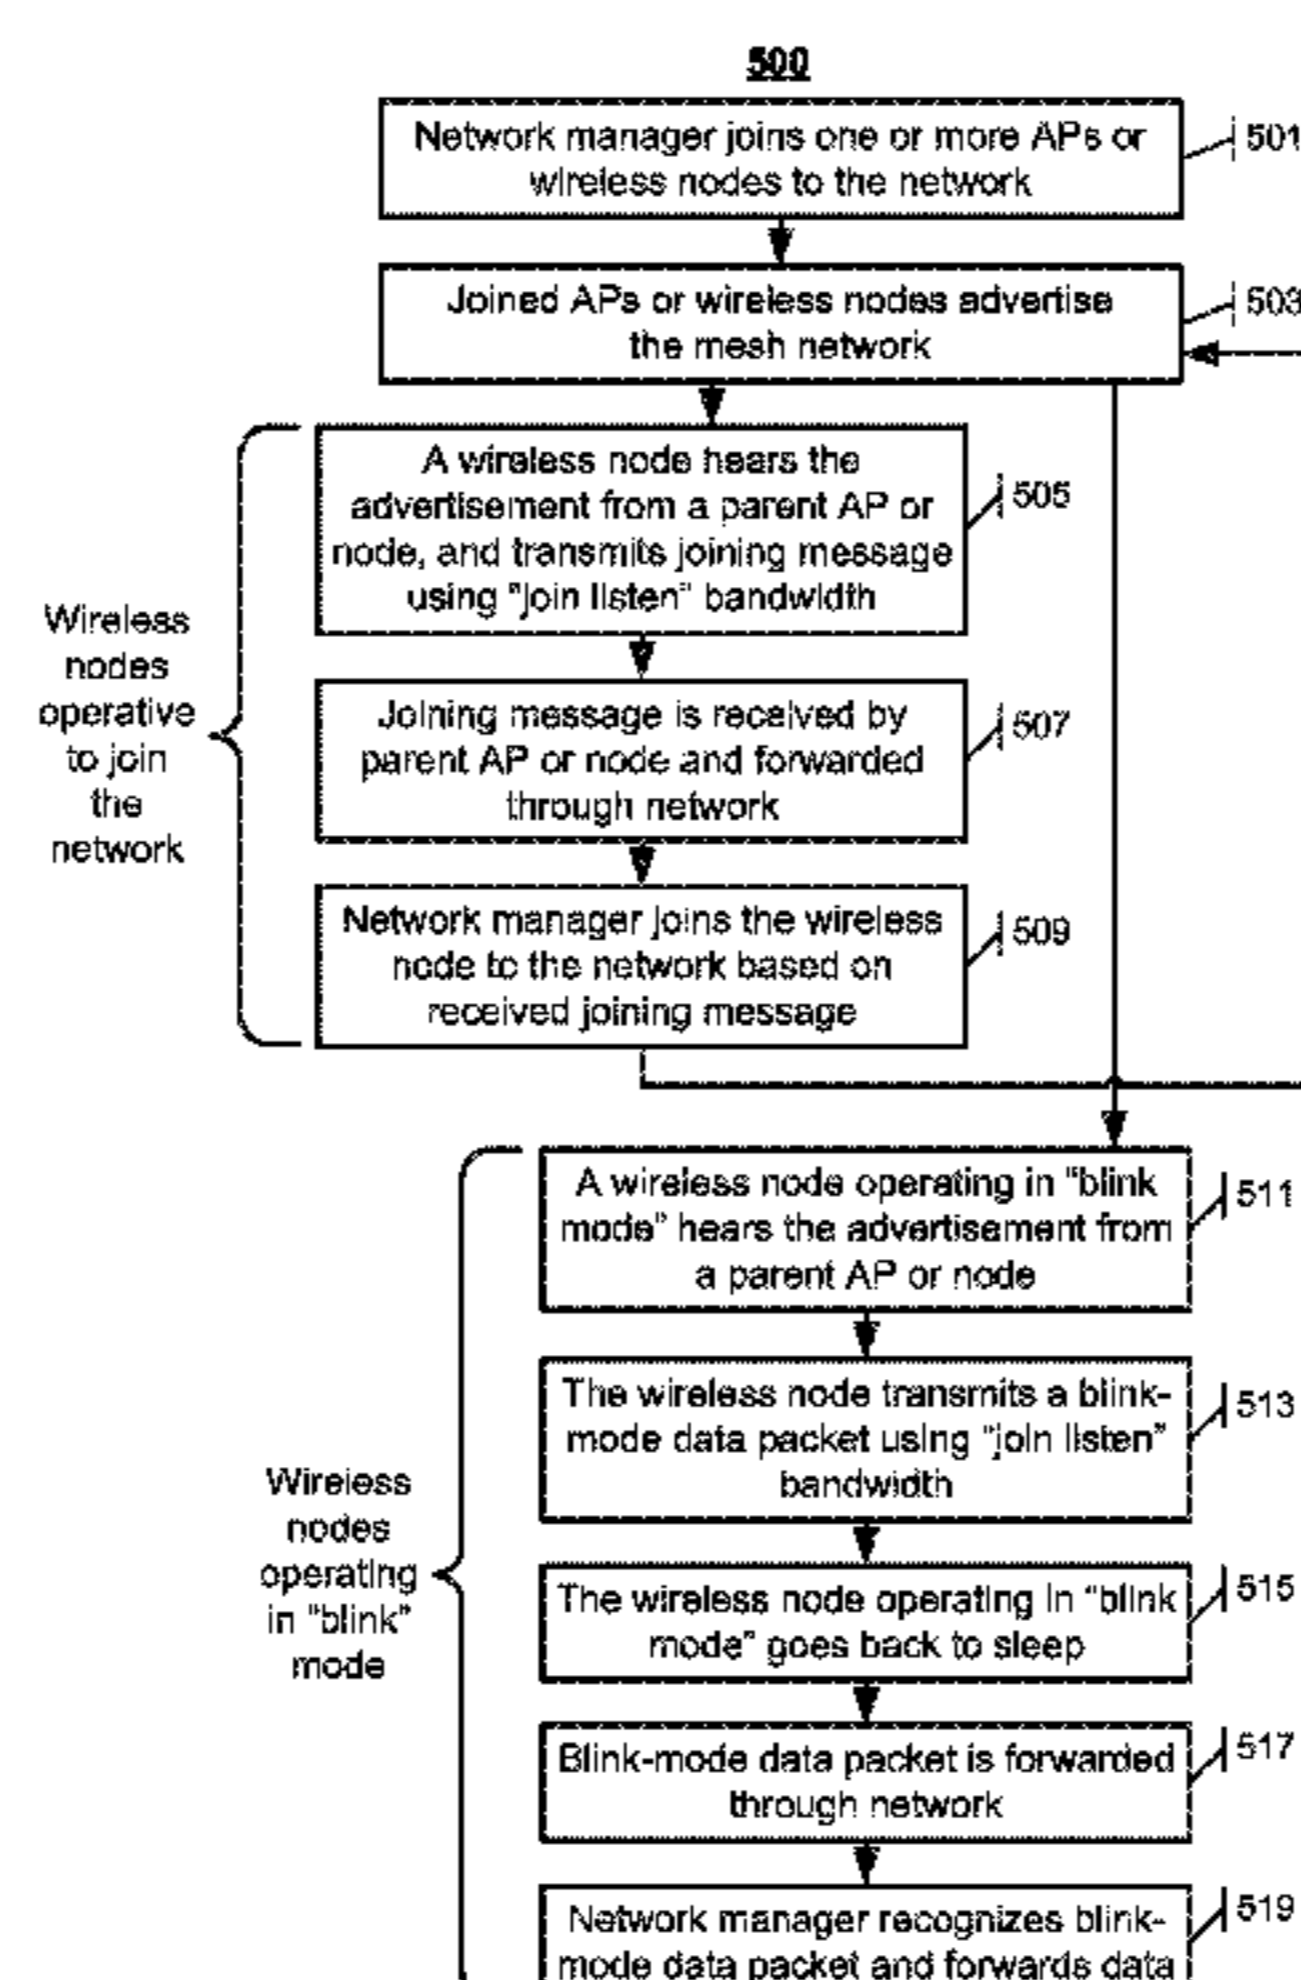 500
Network manager joins one or more APs or
wireless nodes to the network
501
Joined APs or wireless nodes advertise
the mesh network
503
A wireless node hears the
advertisement from a parent AP or
node, and transmits joining message
using "join listen" bandwidth
505
Wireless
nodes
operative
to join
the
network
Joining message is received by
parent AP or node and forwarded
through network
507
Network manager joins the wireless
node to the network based on
received joining message
509
A wireless node operating in "blink
mode" hears the advertisement from
a parent AP or node
511
The wireless node transmits a blink-
mode data packet using "join listen"
bandwidth
513
Wireless
nodes
operating
in "blink"
mode
The wireless node operating in "blink
mode" goes back to sleep
515
Blink-mode data packet is forwarded
through network
517
Network manager recognizes blink-
mode data packet and forwards data
519